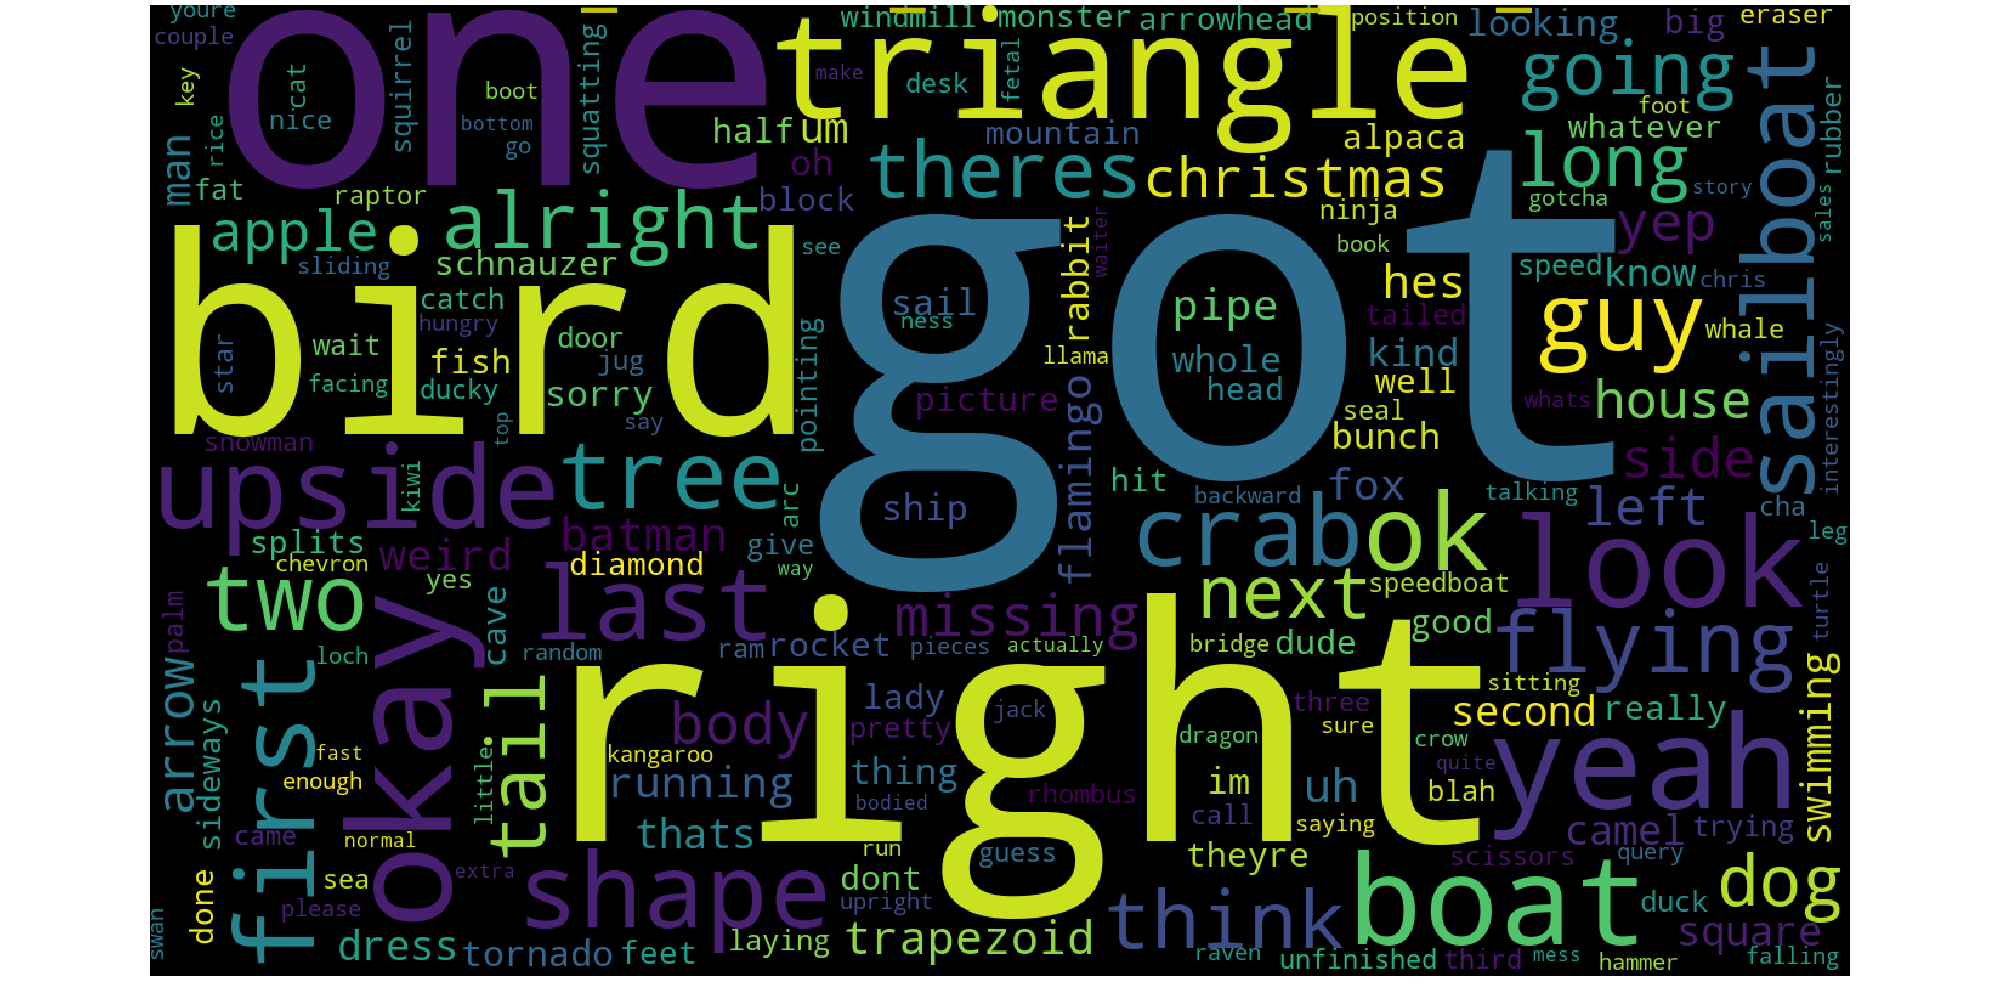 youre
couple
key
cat
nice
rice
man
fat
squirrel
one
boot
bottom
go
squatting
raptor
apple
alright
sliding
schnauzer
half
um
oh
block
triangle
make
windmill
monster
arrowhead
position
looking
big
eraser
desk
fetal
mountain
alpaca
going
foot
whatever
rubber
sailboat
theres
christmas
long
story
gotcha
sales
ninja
book
yep
see
waiter
rabbit
bird
got
hes
speed
know
chris
star
wait
facing
catch
hungry
fish
ducky
door
jug
sorry
say
pointing
sail
ness
llama
pipe
whole
head
tailed
kind
well
guy
whale
whats
house
interestingly
picture
flamingo
seal
bunch
side
snowman
top
upside
kiwi
tree
arc
ship
hit
backward
fox
talking
left
cha
leg
splits
chevron
weird
batman
give
way
diamond
crab
ok
look
two
yes
okay
last
cave
missing
next
speedboat
good
flying
turtle
palm
loch
random
ram
rocket
pieces
actually
bridge
dude
arrow
first
sideways
tail
right
body
lady
pretty
jack
three
sure
sitting
second
really
swimming
fast
enough
little
kangaroo
running
thing
bodied
rhombus
dragon
im
call
uh
saying
crow
quite
blah
yeah
camel
trying
came
normal
thats
run
guess
theyre
scissors
query
sea
extra
please
done
shape
dont
upright
think
boat
duck
dog
square
swan
dress
tornado
feet
laying
trapezoid
raven
unfinished
third
mess
hammer
falling